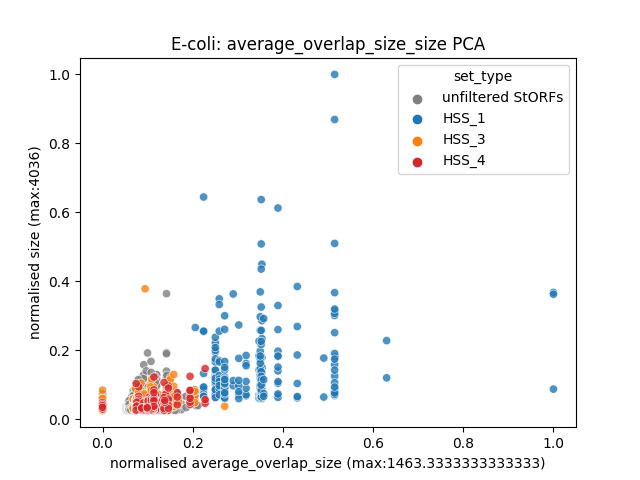 E-coli: average_overlap_size_size PCA
set_type
unfiltered StORFs
HSS_1
HSS_3
HSS_4
1.0
0.8
0.6
0.4
0.2
0.0
normalised size (max:4036)
0.0 0.2 0.4 0.6 0.8 1.0
normalised average_overlap_size (max:1463.3333333333333)